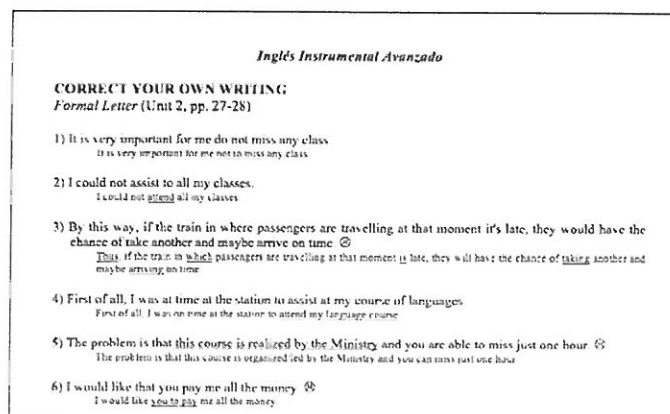 Inglés Instrumental Avanzado
CORRECT YOUR OWN WRITING
Formal Letter (Unit 2, pp. 27-28)
1) It is very important for me do not miss any class
It is very important for me not to miss any class
2) I could not assist to all my classes.
I could not attend all my classes
3) By this way, if the train in where passengers are travelling at that moment it's late, they would have the
chance of take another and maybe arrive on time ☹
Thus, if the train in which passengers are travelling at that moment is late, they will have the chance of taking another and
maybe arriving on time
4) First of all, I was at time at the station to assist at my course of languages
First of all, I was on time at the station to attend my language course
5) The problem is that this course is realized by the Ministry and you are able to miss just one hour ☹
The problem is that this course is organized led by the Ministry and you can miss just one hour
6) I would like that you pay me all the money ☹
I would like you to pay me all the money